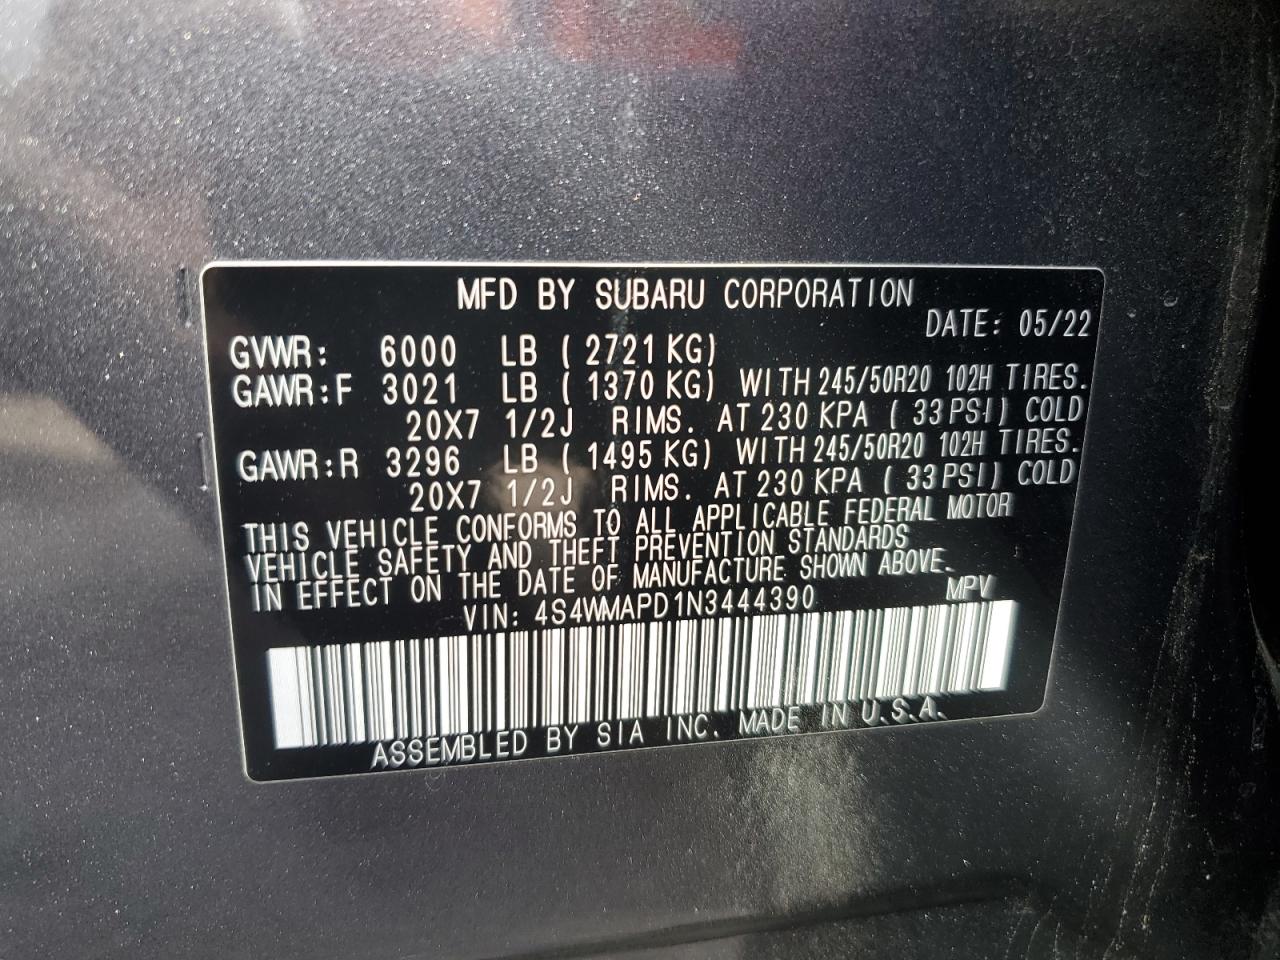 MFD BY SUBARU CORPORATION
DATE: 05/22
GVWR: 6000 LB ( 2721 KG)
GAWR:F 3021 LB ( 1370 KG) WITH 245/50R20 102H TIRES.
20X7 1/2J RIMS. AT 230 KPA ( 33 PSI) COLD
GAWR:R 3296 LB ( 1495 KG) WITH 245/50R20 102H TIRES.
20X7 1/2J RIMS. AT 230 KPA ( 33 PSI) COLD
THIS VEHICLE CONFORMS TO ALL APPLICABLE FEDERAL MOTOR
VEHICLE SAFETY AND THEFT PREVENTION STANDARDS
IN EFFECT ON THE DATE OF MANUFACTURE SHOWN ABOVE.
VIN: 4S4WMAPD1N3444390 MPV
ASSEMBLED BY SIA INC. MADE IN U.S.A.